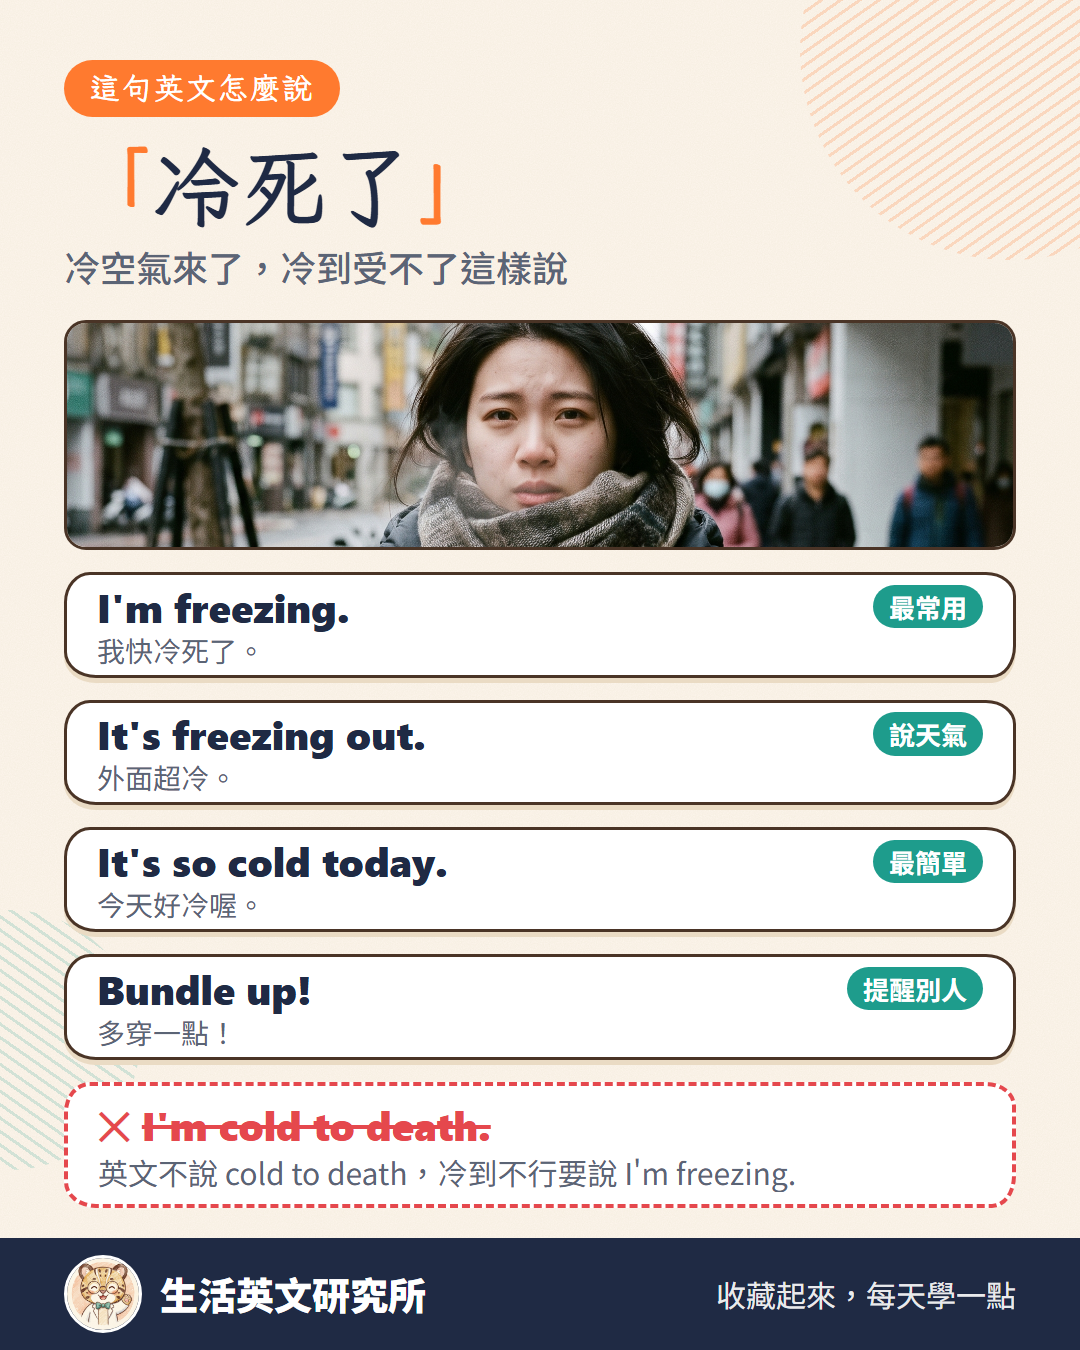 這句英文怎麼說
「冷死了」
冷空氣來了，冷到受不了這樣說
I'm freezing.
最常用
我快冷死了。
It's freezing out.
說天氣
外面超冷。
It's so cold today.
最簡單
今天好冷喔。
Bundle up!
提醒別人
多穿一點！
I'm cold to death.
英文不說 cold to death，冷到不行要說 I'm freezing.
生活英文研究所
收藏起來，每天學一點